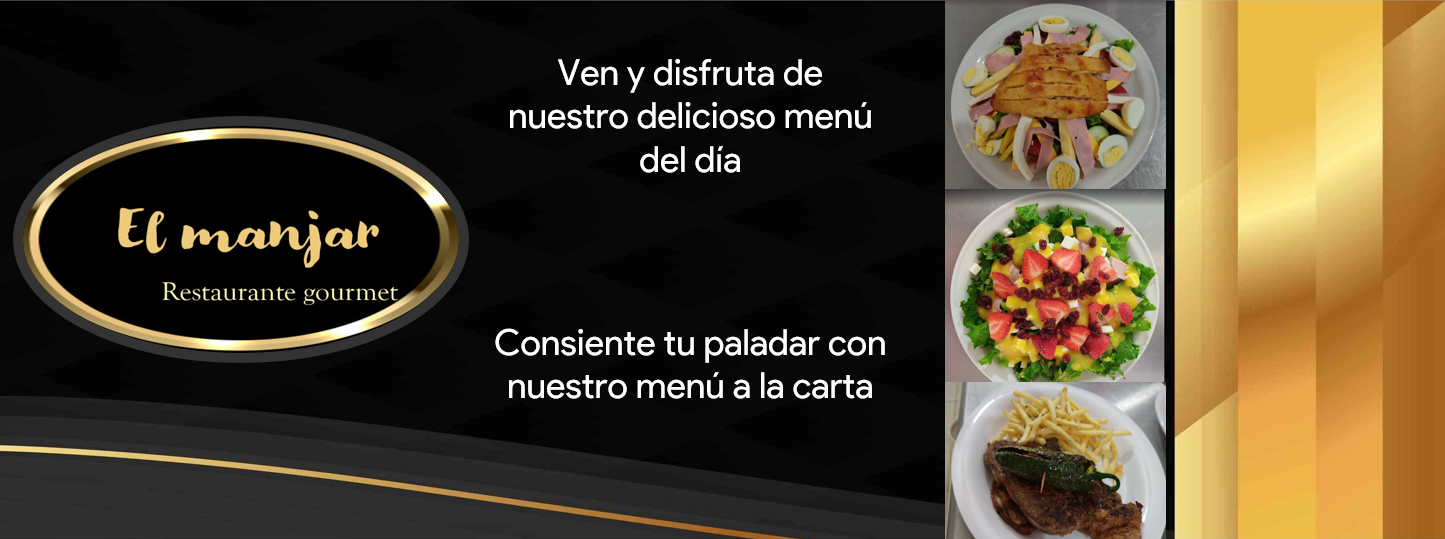 El manjar
Restaurante gourmet
Ven y disfruta de
nuestro delicioso menú
del día
Consiente tu paladar con
nuestro menú a la carta